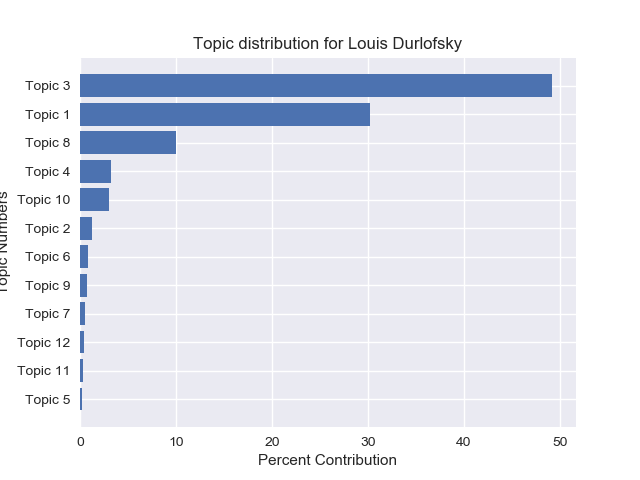 Topic distribution for Louis Durlofsky
Topic 3
Topic 1
Topic 8
Topic 4
Topic 10
Topic 2
Topic 6
Topic 9
Topic 7
Topic 12
Topic 11
Topic 5
Topic Numbers
0 10 20 30 40 50
Percent Contribution